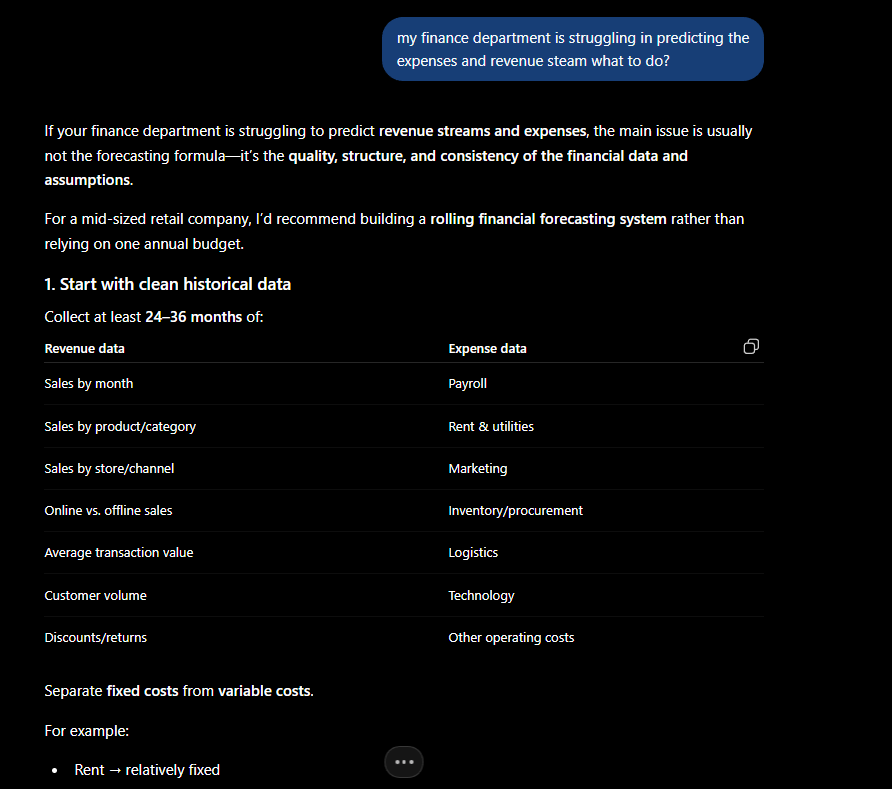 my finance department is struggling in predicting the
expenses and revenue steam what to do?
If your finance department is struggling to predict revenue streams and expenses, the main issue is usually
not the forecasting formula—it's the quality, structure, and consistency of the financial data and
assumptions.
For a mid-sized retail company, I'd recommend building a rolling financial forecasting system rather than
relying on one annual budget.
1. Start with clean historical data
Collect at least 24–36 months of:
Revenue data Expense data
Sales by month Payroll
Sales by product/category Rent & utilities
Sales by store/channel Marketing
Online vs. offline sales Inventory/procurement
Average transaction value Logistics
Customer volume Technology
Discounts/returns Other operating costs
Separate fixed costs from variable costs.
For example:
• Rent → relatively fixed